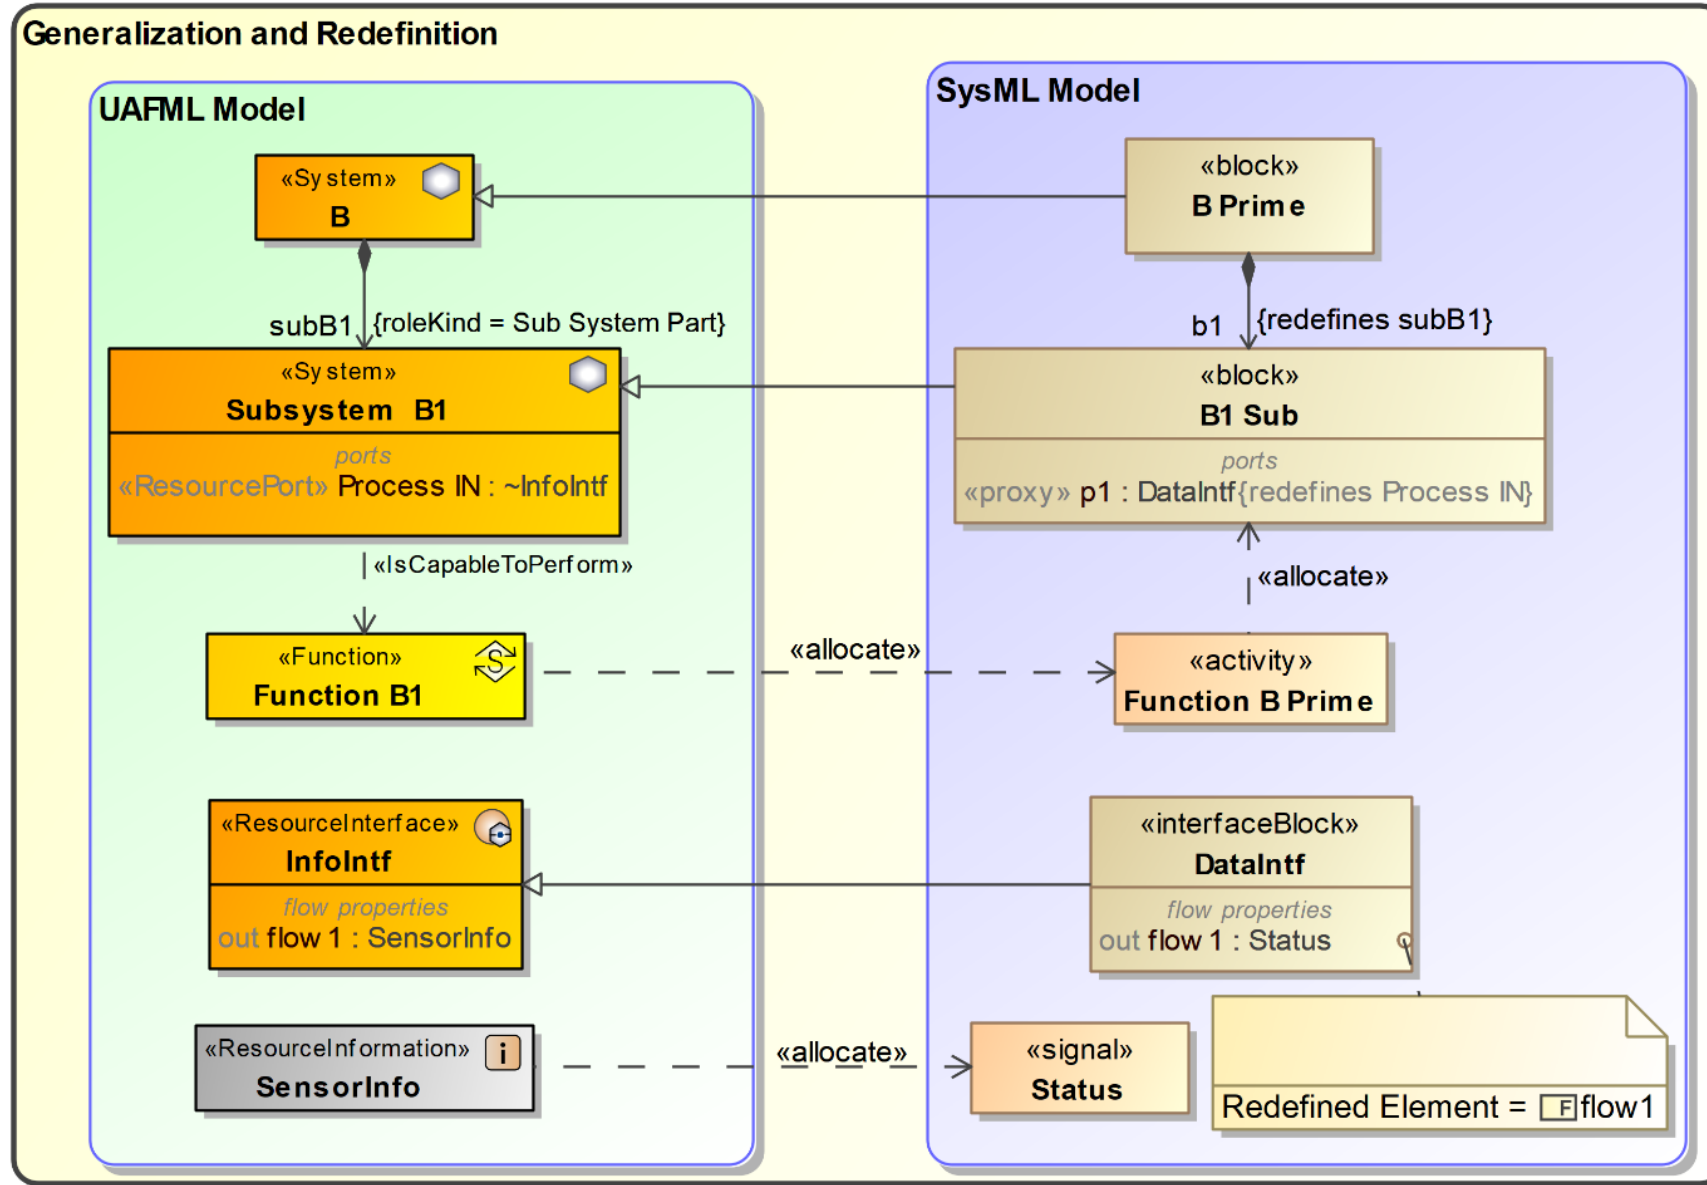 Generalization and Redefinition
UAFML Model
«System»
B
subB1
{roleKind = Sub System Part}
«System»
Subsystem B1
ports
«ResourcePort» Process IN : ~InfoIntf
«IsCapableToPerform»
«Function»
S
Function B1
«allocate»
«ResourceInterface»
InfoIntf
flow properties
out flow 1 : SensorInfo
«ResourceInformation»
i
SensorInfo
«allocate»
SysML Model
«block»
B Prime
b1
{redefines subB1}
«block»
B1 Sub
ports
«proxy» p1 : DataIntf{redefines Process IN}
«allocate»
«activity»
Function B Prime
«interfaceBlock»
DataIntf
flow properties
out flow 1 : Status
«signal»
Status
Redefined Element = F flow1